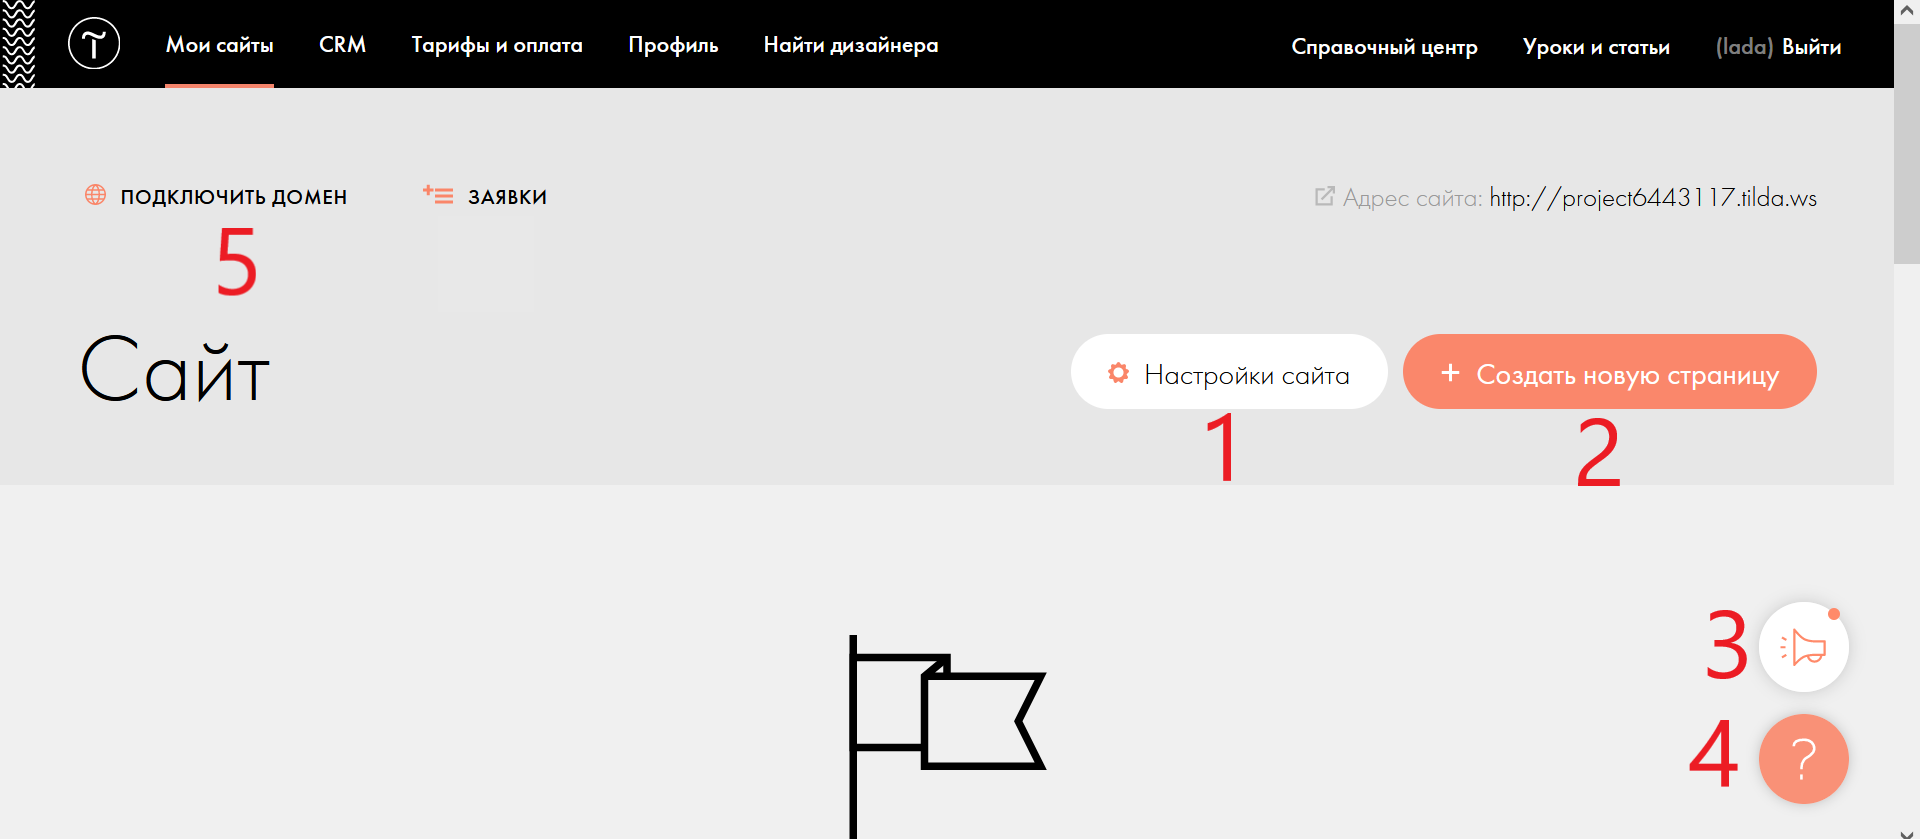 Мои сайты CRM Тарифы и оплата Профиль Найти дизайнера Справочный центр Уроки и статьи (lada) Выйти
ПОДКЛЮЧИТЬ ДОМЕН ЗАЯВКИ Адрес сайта: http://project6443117.tilda.ws
5
Сайт Настройки сайта + Создать новую страницу
1 2
3
4 ?